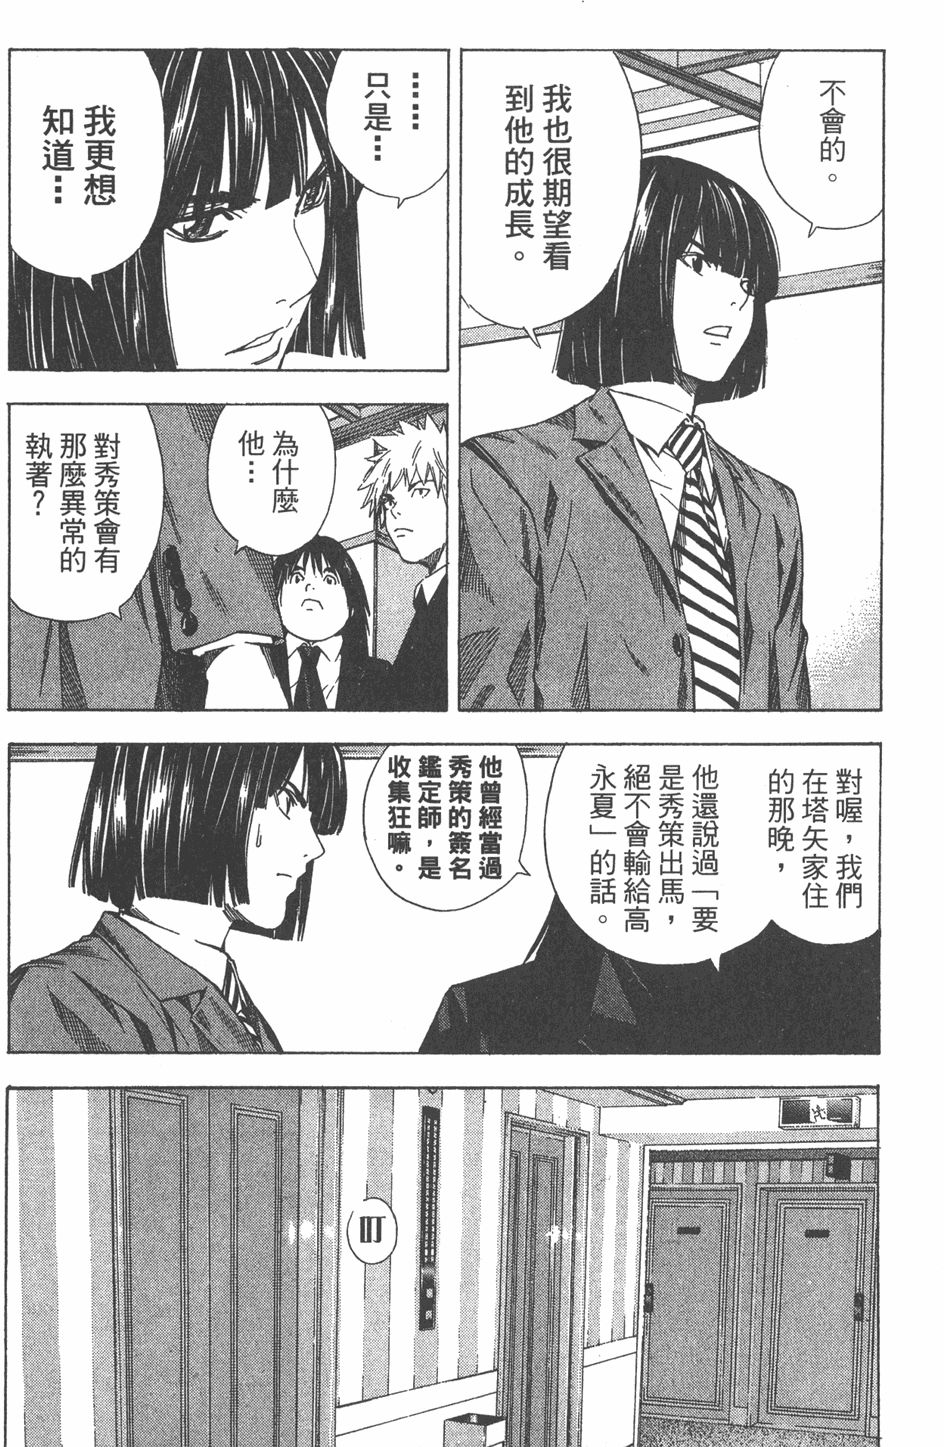 不會的。
我也很期望看
到他的成長。
……
只是…
我更想
知道…
為什麼
他…
對秀策會有
那麼異常的
執著？
對喔，我們
在塔矢家住
的那晚，
他還說過「要
是秀策出馬，
絕不會輸給高
永夏」的話。
他曾經當過
秀策的簽名
鑑定師，是
收集狂嘛。
叮